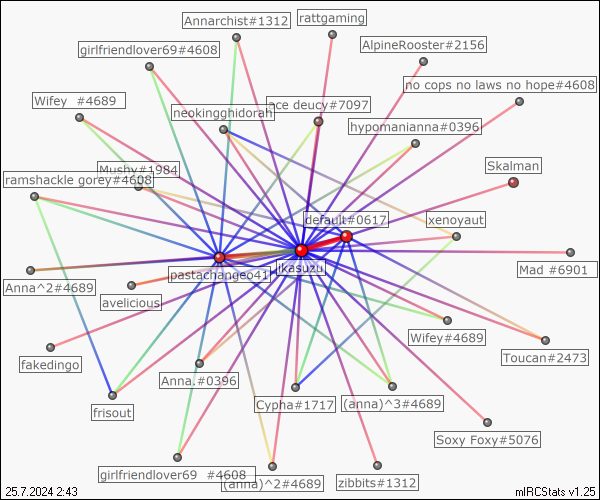 Annarchist#1312
rattgaming
girlfriendlover69#4608
AlpineRooster#2156
no cops no laws no hope#4608
Wifey  #4689
neokingghidorah
ace deucy#7097
hypomanianna#0396
Mushy#1984
Skalman
ramshackle gorey#4608
default#0617
xenoyaut
ikasuzu
pastachange041
Mad #6901
Anna^2#4689
avelicious
Wifey#4689
Toucan#2473
fakedingo
Anna.#0396
Cypha#1717
(anna)^3#4689
frisout
Soxy Foxy#5076
girlfriendlover69  #4608
(anna)^2#4689
zibbits#1312
25.7.2024 2:43
mIRCStats v1.25